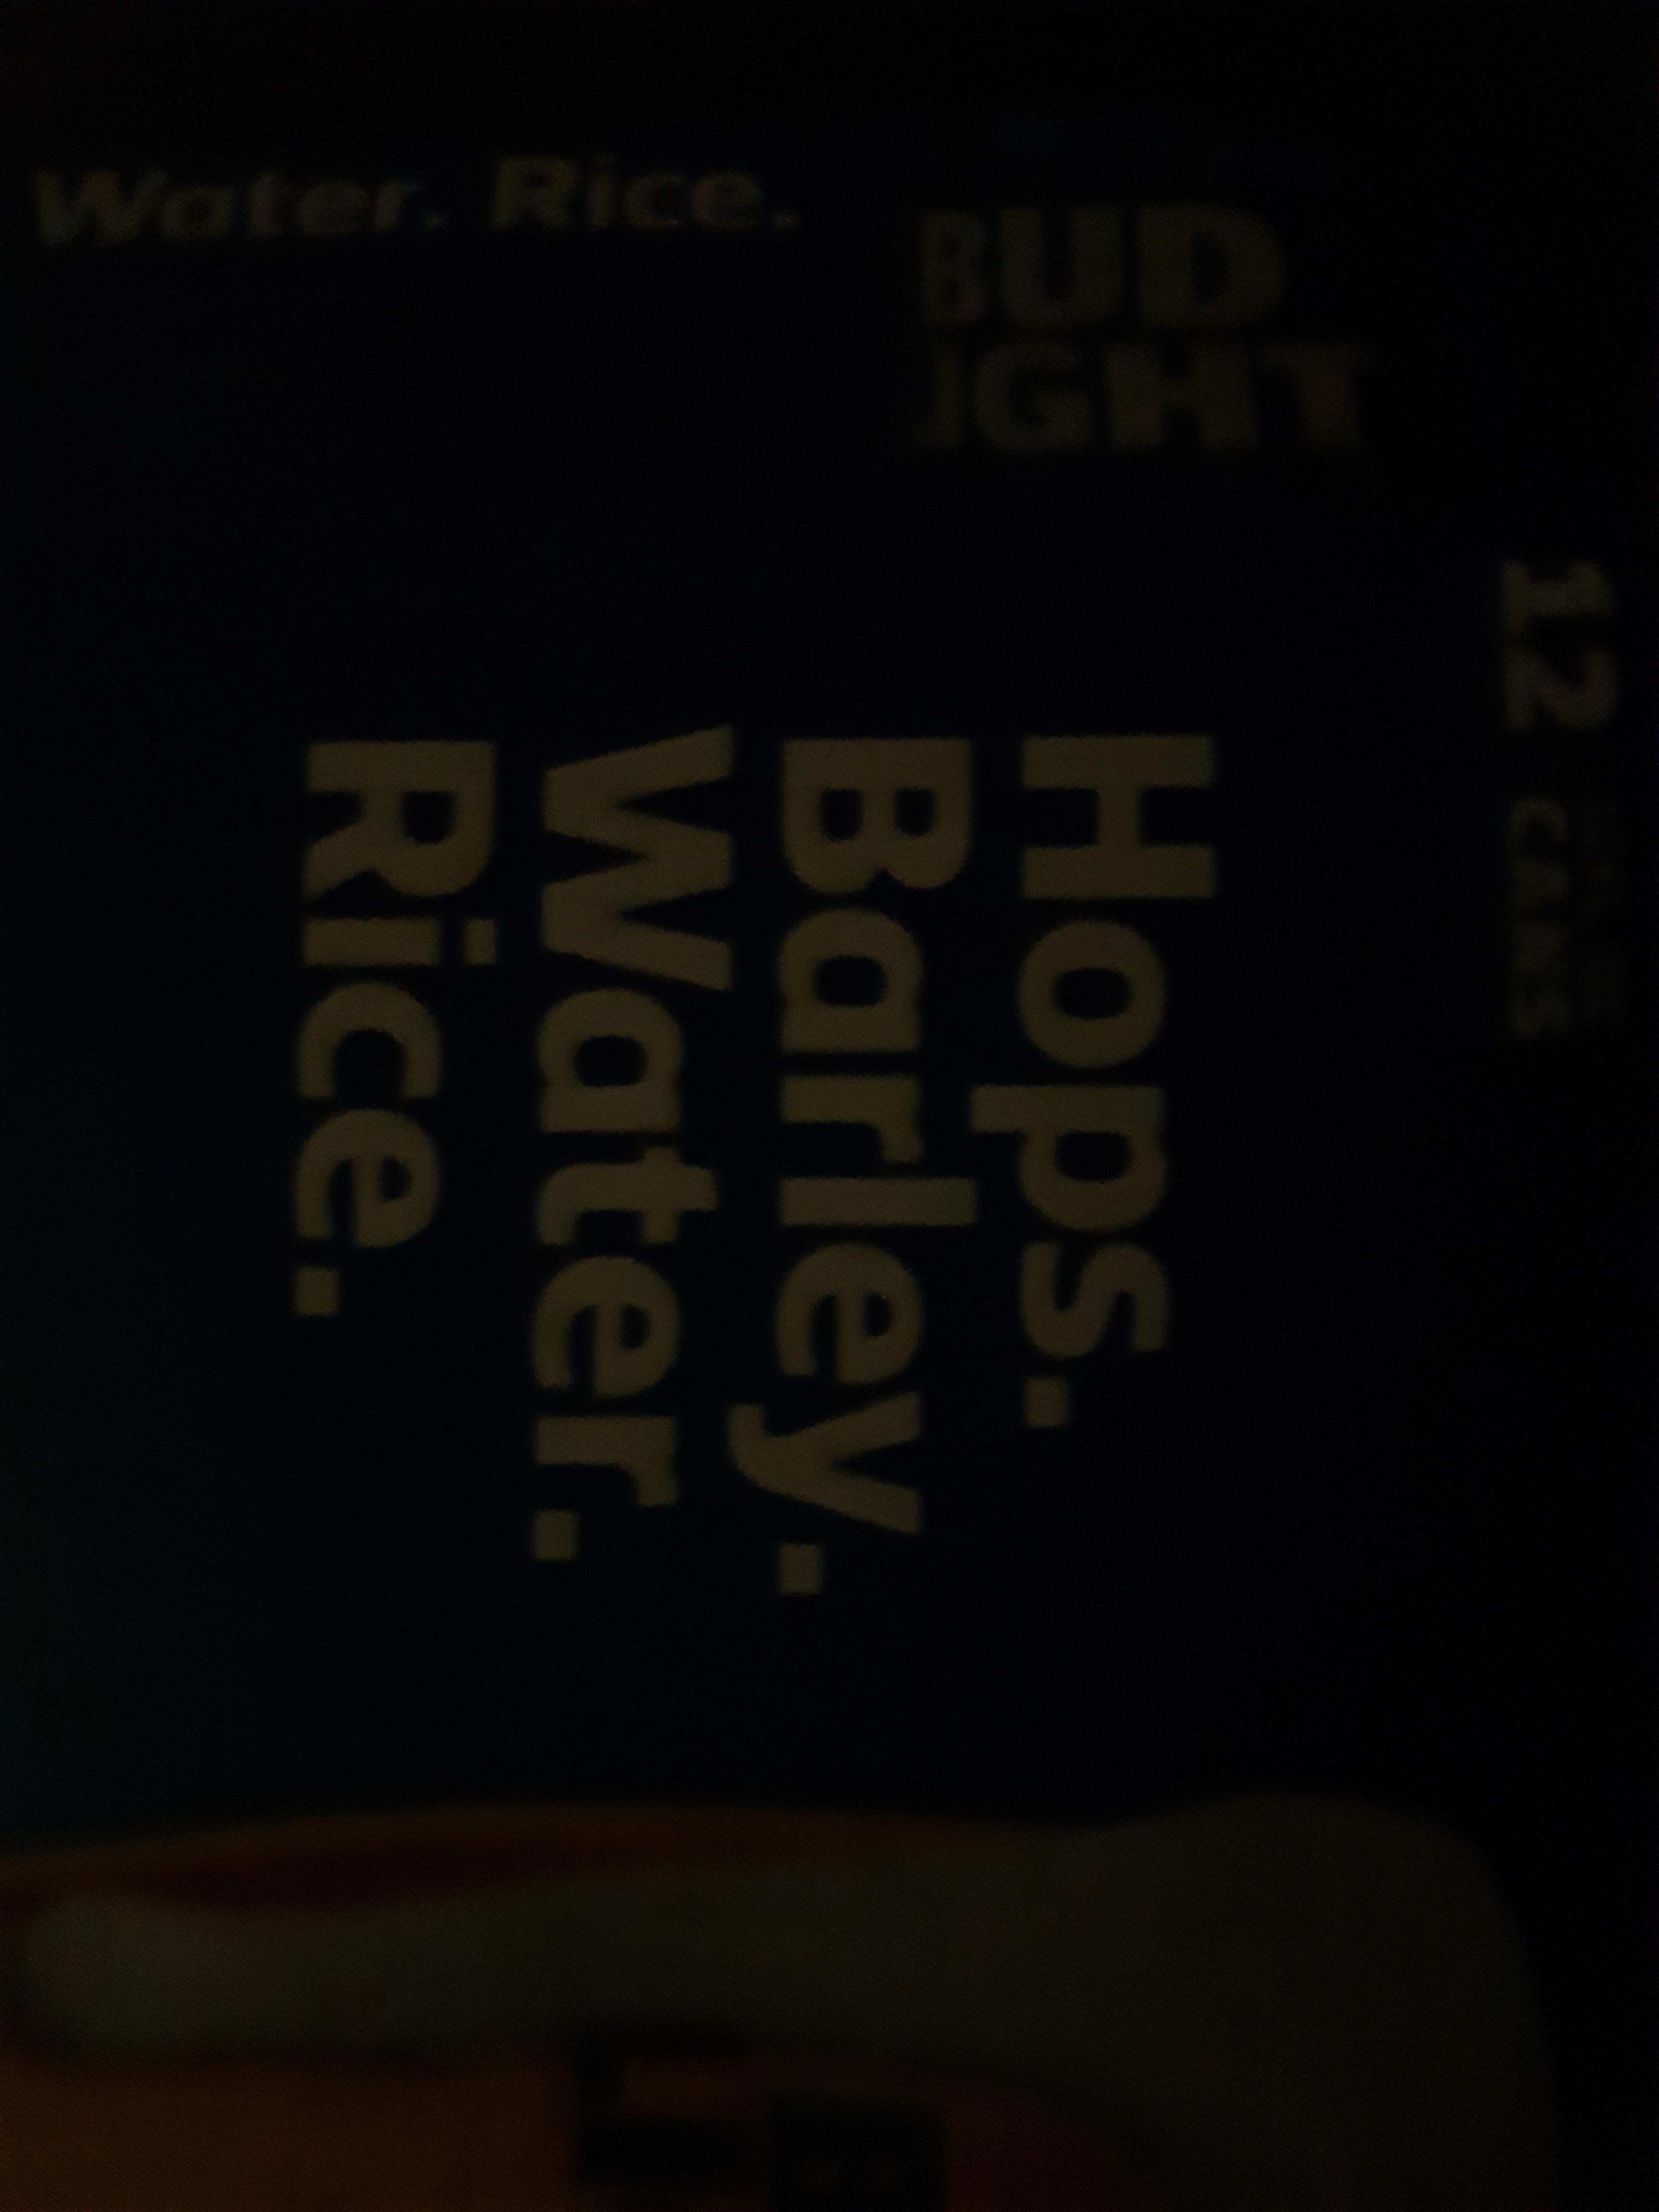 Water. Rice.
BUD
IGHT
12
CANS
Hops.
Barley.
Water.
Rice.